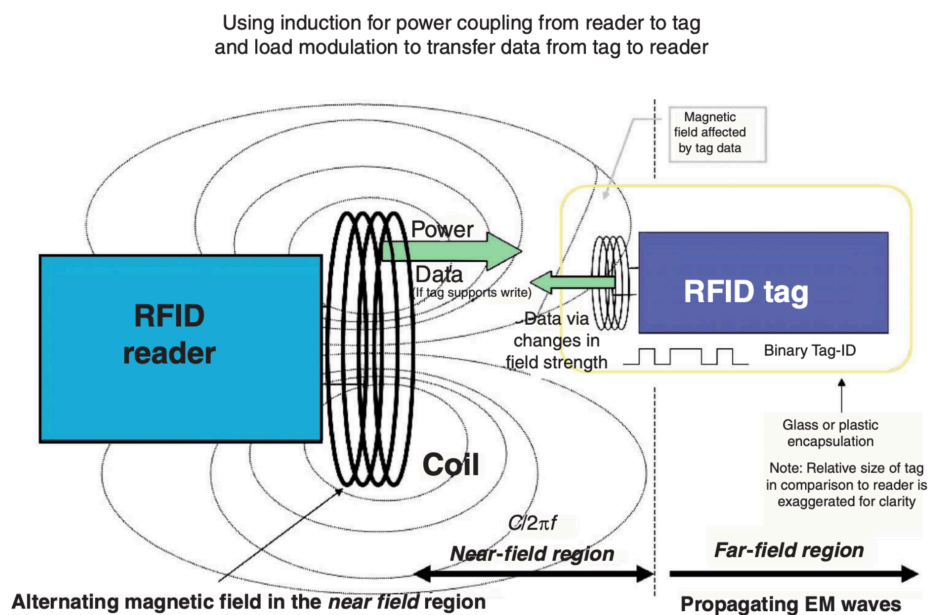 Using induction for power coupling from reader to tag
and load modulation to transfer data from tag to reader
Magnetic
field affected
by tag data
Power
Data
(If tag supports write)
RFID
reader
RFID tag
Data via
changes in
field strength
Binary Tag-ID
Glass or plastic
encapsulation
Note: Relative size of tag
in comparison to reader is
exaggerated for clarity
Coil
C/2πf
Near-field region
Far-field region
Alternating magnetic field in the near field region
Propagating EM waves